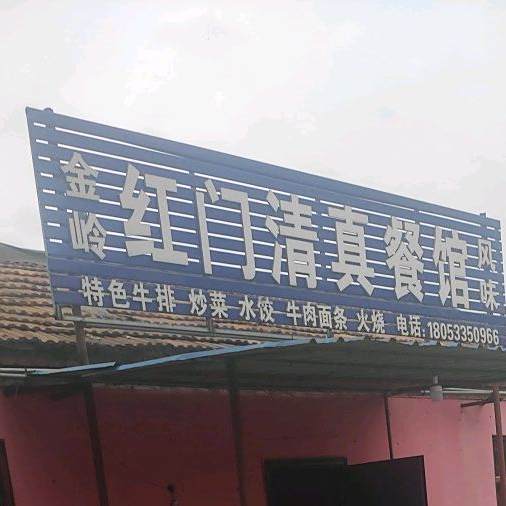 金岭 红门清真餐馆 风味
特色牛排 炒菜 水饺 牛肉面条 火烧 电话:18053350966